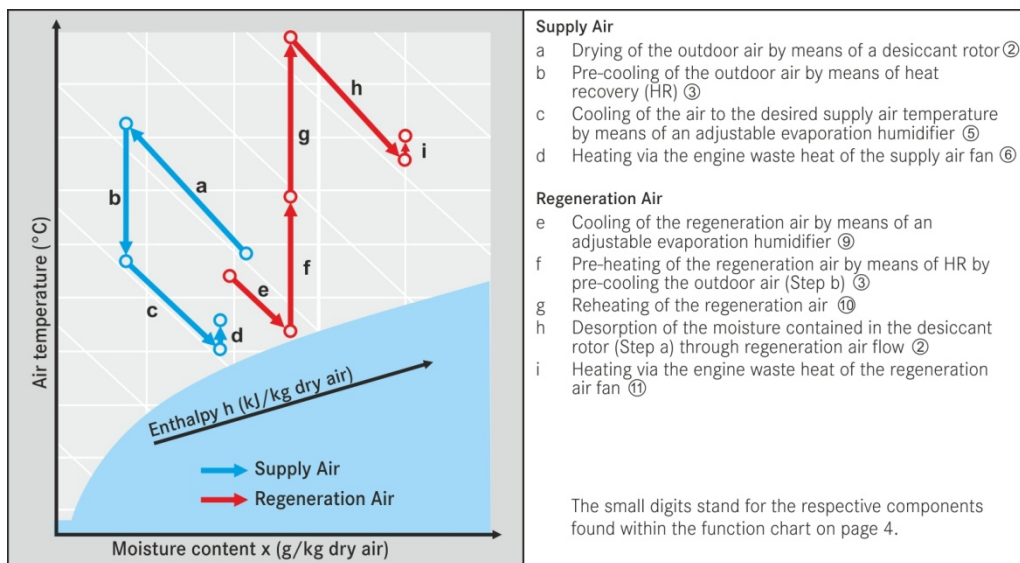 Air temperature (°C)
a
b
c
d
e
f
g
h
i
Enthalpy h (kJ/kg dry air)
Supply Air
Regeneration Air
Moisture content x (g/kg dry air)
Supply Air
a Drying of the outdoor air by means of a desiccant rotor ②
b Pre-cooling of the outdoor air by means of heat
recovery (HR) ③
c Cooling of the air to the desired supply air temperature
by means of an adjustable evaporation humidifier ⑤
d Heating via the engine waste heat of the supply air fan ⑥
Regeneration Air
e Cooling of the regeneration air by means of an
adjustable evaporation humidifier ⑨
f Pre-heating of the regeneration air by means of HR by
pre-cooling the outdoor air (Step b) ③
g Reheating of the regeneration air ⑩
h Desorption of the moisture contained in the desiccant
rotor (Step a) through regeneration air flow ②
i Heating via the engine waste heat of the regeneration
air fan ⑪
The small digits stand for the respective components
found within the function chart on page 4.